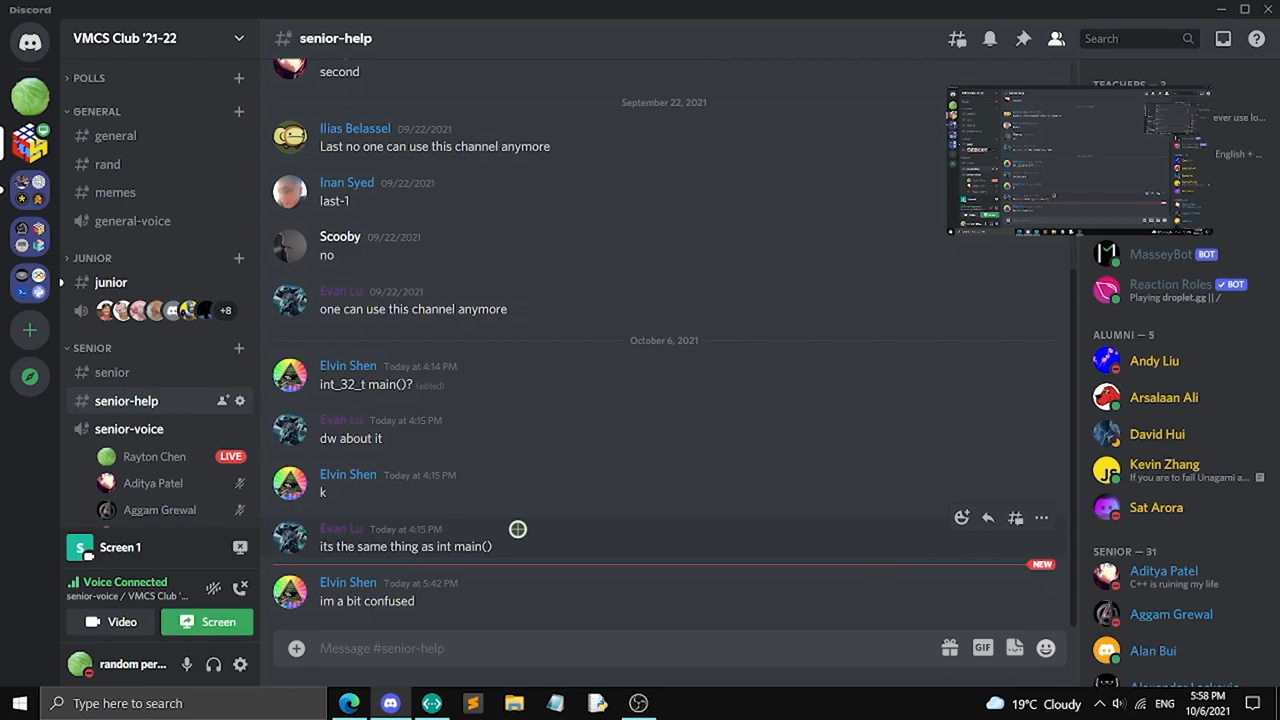 Discord
VMCS Club '21-22
senior-help
Search
POLLS
GENERAL
general
rand
memes
general-voice
JUNIOR
junior
+8
SENIOR
senior
senior-help
senior-voice
Rayton Chen LIVE
Aditya Patel
Aggam Grewal
Screen 1
Voice Connected
senior-voice / VMCS Club '...
Video
Screen
random per...
second
September 22, 2021
Ilias Belassel 09/22/2021
Last no one can use this channel anymore
Inan Syed 09/22/2021
last-1
Scooby 09/22/2021
no
Evan Lu 09/22/2021
one can use this channel anymore
October 6, 2021
Elvin Shen Today at 4:14 PM
int_32_t main()? (edited)
Evan Lu Today at 4:15 PM
dw about it
Elvin Shen Today at 4:15 PM
k
Evan Lu Today at 4:15 PM
its the same thing as int main()
NEW
Elvin Shen Today at 5:42 PM
im a bit confused
Message #senior-help
GIF
TEACHERS — 3
ever use lo...
English + ...
MasseyBot BOT
Reaction Roles BOT
Playing droplet.gg || /
ALUMNI — 5
Andy Liu
Arsalaan Ali
David Hui
Kevin Zhang
If you are to fail Unagami a...
Sat Arora
SENIOR — 31
Aditya Patel
C++ is ruining my life
Aggam Grewal
Alan Bui
Type here to search
19°C Cloudy
ENG
5:58 PM
10/6/2021